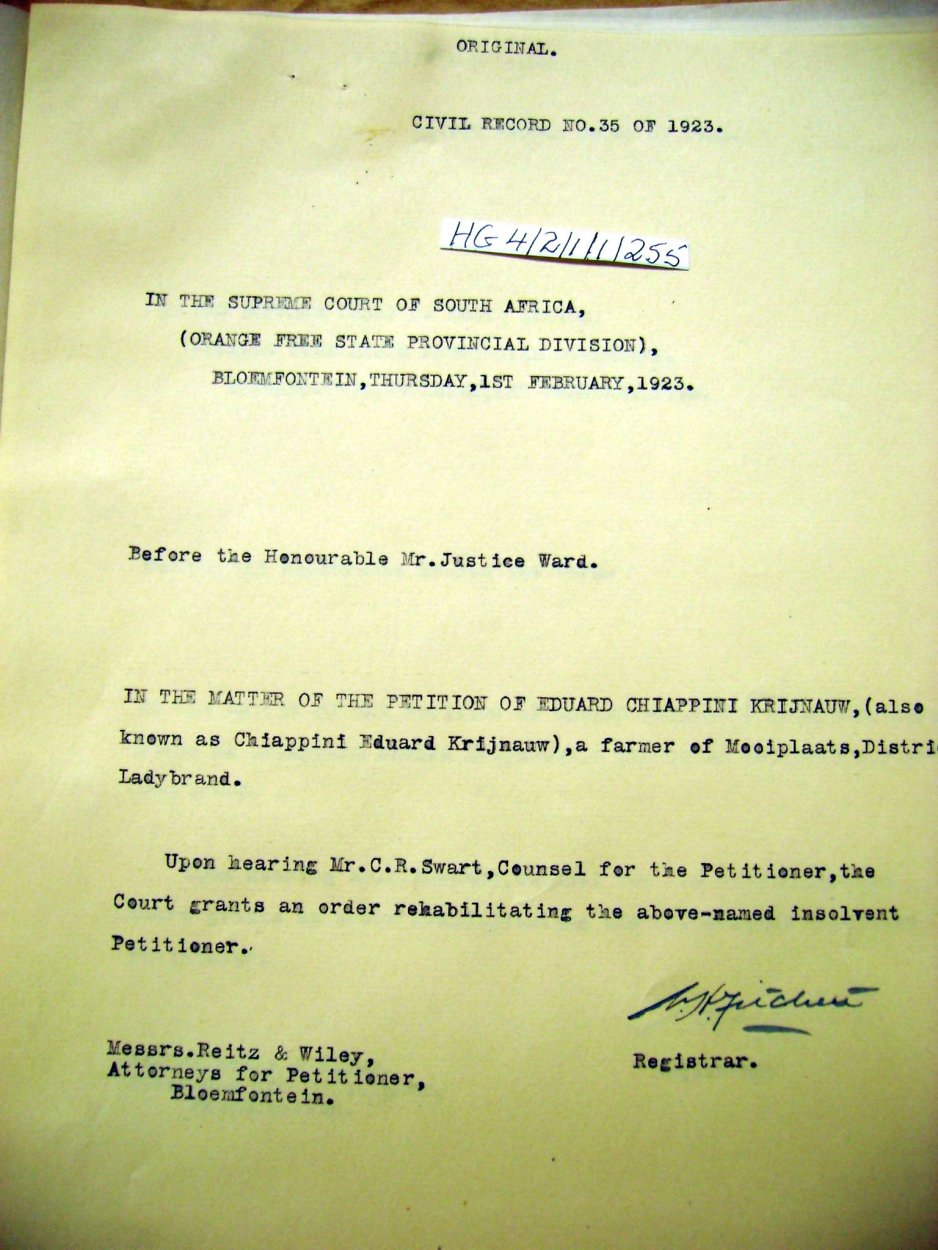 ORIGINAL.
CIVIL RECORD NO.35 OF 1923.
HG 4/2/1/1/255
IN THE SUPREME COURT OF SOUTH AFRICA,
(ORANGE FREE STATE PROVINCIAL DIVISION),
BLOEMFONTEIN,THURSDAY,1ST FEBRUARY,1923.
Before the Honourable Mr.Justice Ward.
IN THE MATTER OF THE PETITION OF EDUARD CHIAPPINI KRIJNAUW,(also
known as Chiappini Eduard Krijnauw),a farmer of Mooiplaats,Distri
Ladybrand.
Upon hearing Mr.C.R.Swart,Counsel for the Petitioner,the
Court grants an order rehabilitating the above-named insolvent
Petitioner.
Registrar.
Messrs.Reitz & Wiley,
Attorneys for Petitioner,
Bloemfontein.